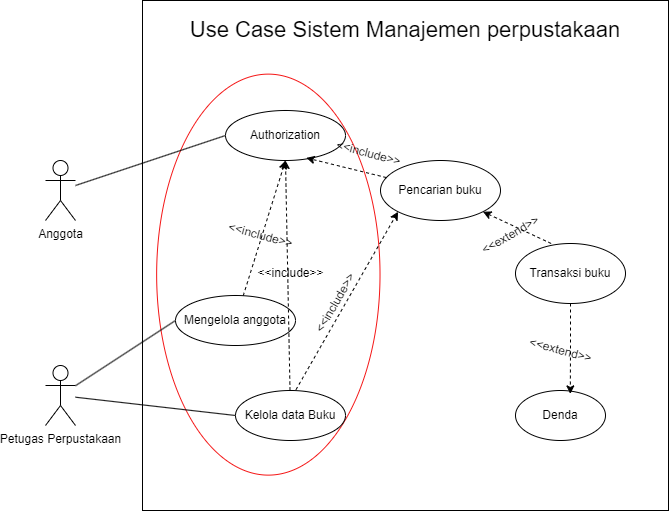 Use Case Sistem Manajemen perpustakaan
Authorization
<<include>>
Pencarian buku
Anggota
<<include>>
<<extend>>
<<include>>
Transaksi buku
<<include>>
Mengelola anggota
<<extend>>
Kelola data Buku
Denda
Petugas Perpustakaan